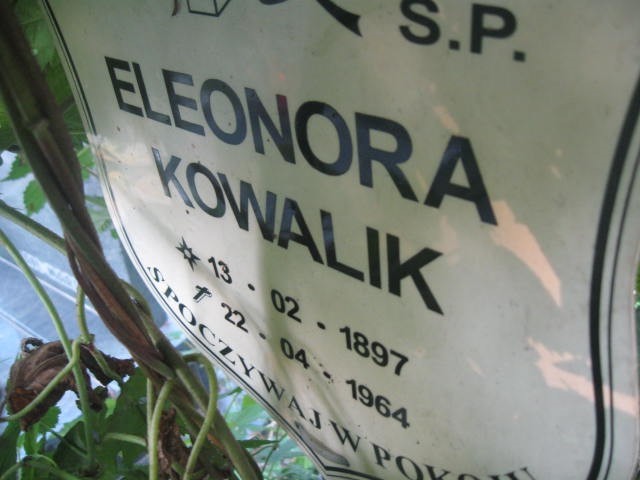 S.P.
ELEONORA
KOWALIK
13 · 02 · 1897
22 · 04 · 1964
SPOCZYWAJ W POKOJU